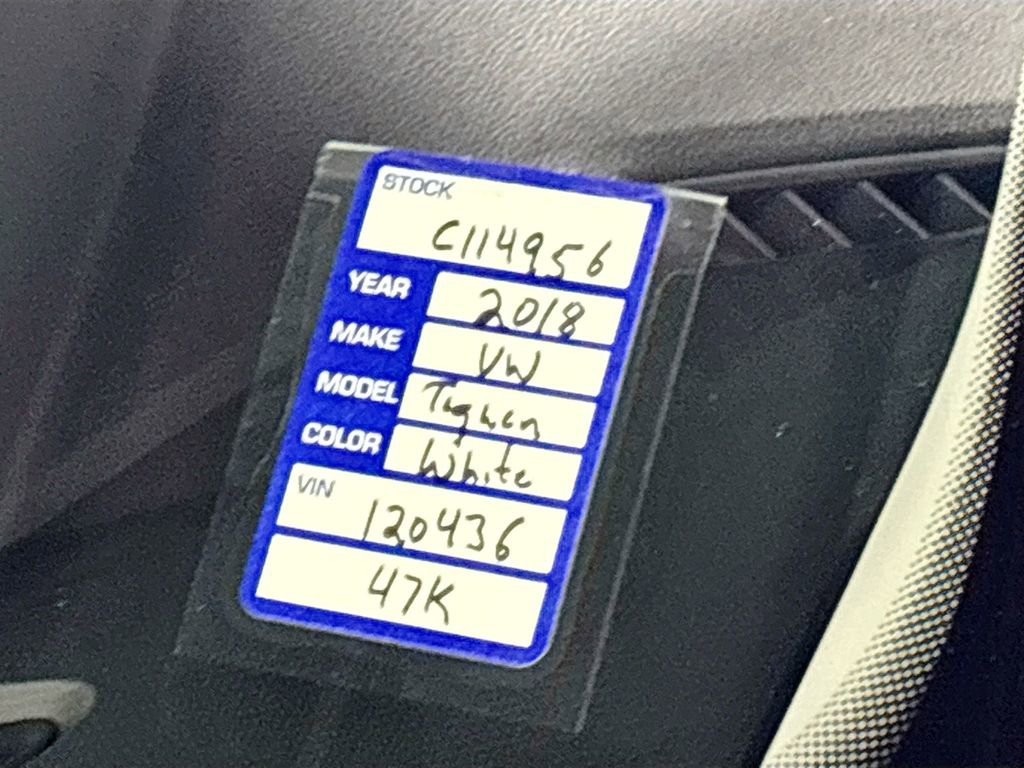 STOCK
C114956
YEAR 2018
MAKE VW
MODEL Tiguan
COLOR White
VIN
120436
47K